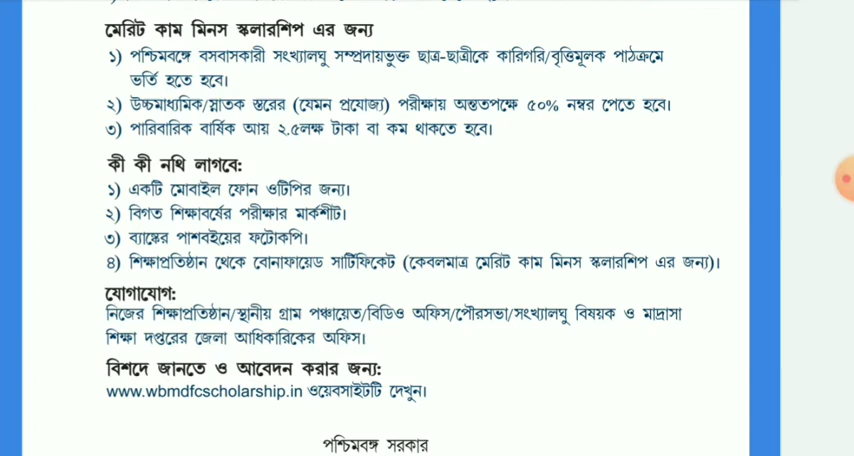 মেরিট কাম মিনস স্কলারশিপ এর জন্য
১) পশ্চিমবঙ্গে বসবাসকারী সংখ্যালঘু সম্প্রদায়ভুক্ত ছাত্র-ছাত্রীকে কারিগরি/বৃত্তিমূলক পাঠক্রমে
ভর্তি হতে হবে।
২) উচ্চমাধ্যমিক/স্নাতক স্তরের (যেমন প্রযোজ্য) পরীক্ষায় অন্ততপক্ষে ৫০% নম্বর পেতে হবে।
৩) পারিবারিক বার্ষিক আয় ২.৫লক্ষ টাকা বা কম থাকতে হবে।
কী কী নথি লাগবে:
১) একটি মোবাইল ফোন ওটিপির জন্য।
২) বিগত শিক্ষাবর্ষের পরীক্ষার মার্কশীট।
৩) ব্যাঙ্কের পাশবইয়ের ফটোকপি।
৪) শিক্ষাপ্রতিষ্ঠান থেকে বোনাফায়েড সার্টিফিকেট (কেবলমাত্র মেরিট কাম মিনস স্কলারশিপ এর জন্য)।
যোগাযোগ:
নিজের শিক্ষাপ্রতিষ্ঠান/স্থানীয় গ্রাম পঞ্চায়েত/বিডিও অফিস/পৌরসভা/সংখ্যালঘু বিষয়ক ও মাদ্রাসা
শিক্ষা দপ্তরের জেলা আধিকারিকের অফিস।
বিশদে জানতে ও আবেদন করার জন্য:
www.wbmdfcscholarship.in ওয়েবসাইটটি দেখুন।
পশ্চিমবঙ্গ সরকার